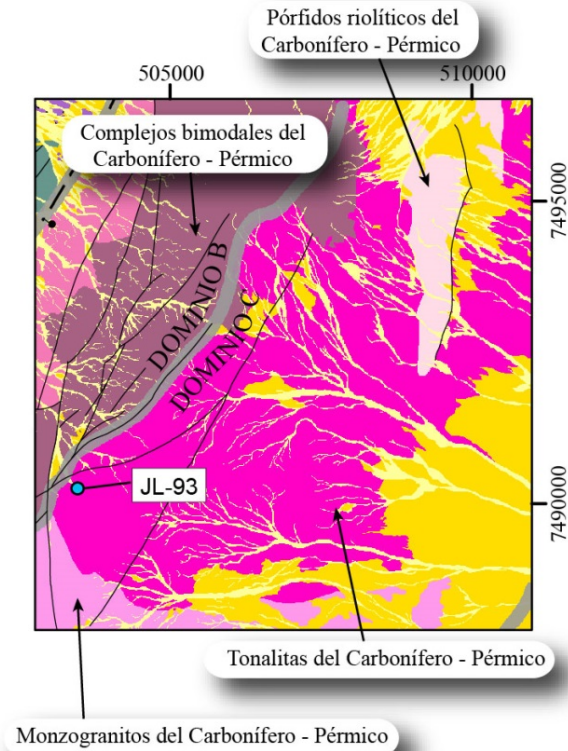 Pórfidos riolíticos del
Carbonífero - Pérmico
505000
510000
Complejos bimodales del
Carbonífero - Pérmico
7495000
DOMINIO B
DOMINIO C
JL-93
7490000
Tonalitas del Carbonífero - Pérmico
Monzogranitos del Carbonífero - Pérmico